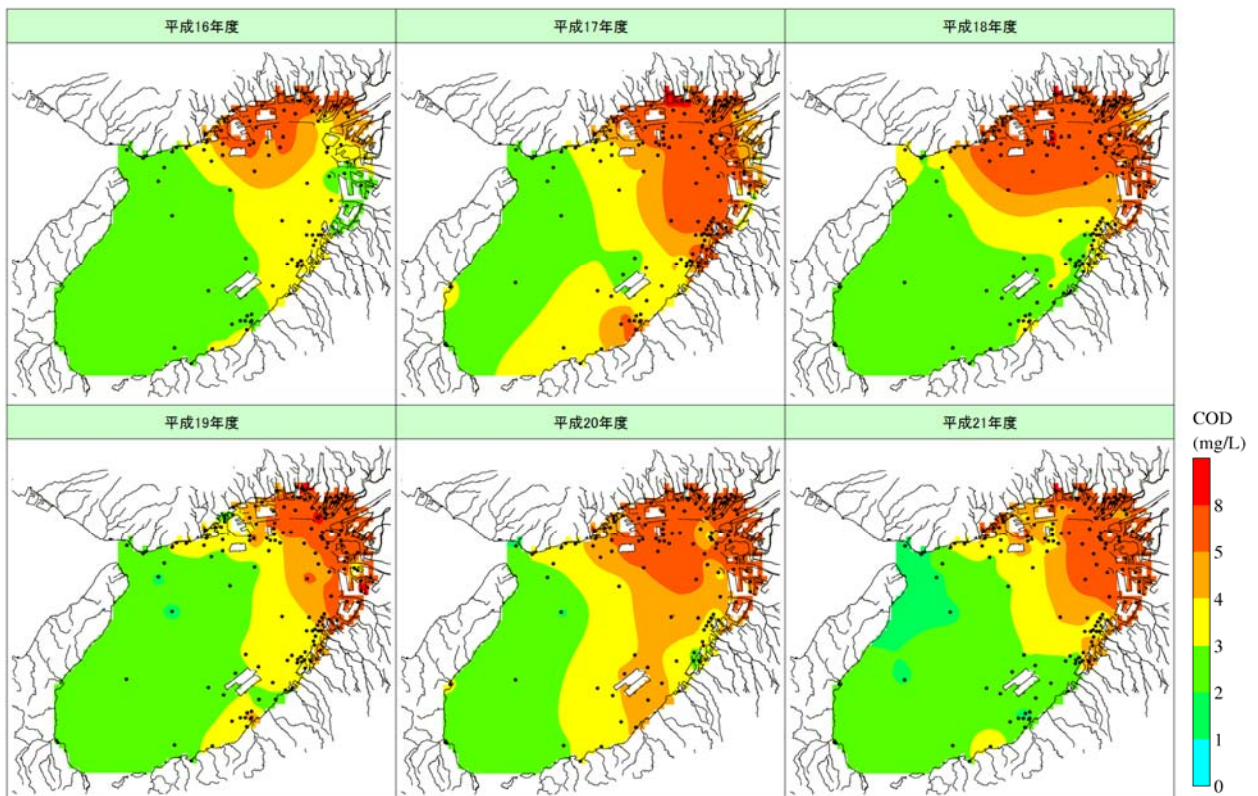 平成16年度
平成17年度
平成18年度
平成19年度
平成20年度
平成21年度
COD
(mg/L)
8
5
4
3
2
1
0